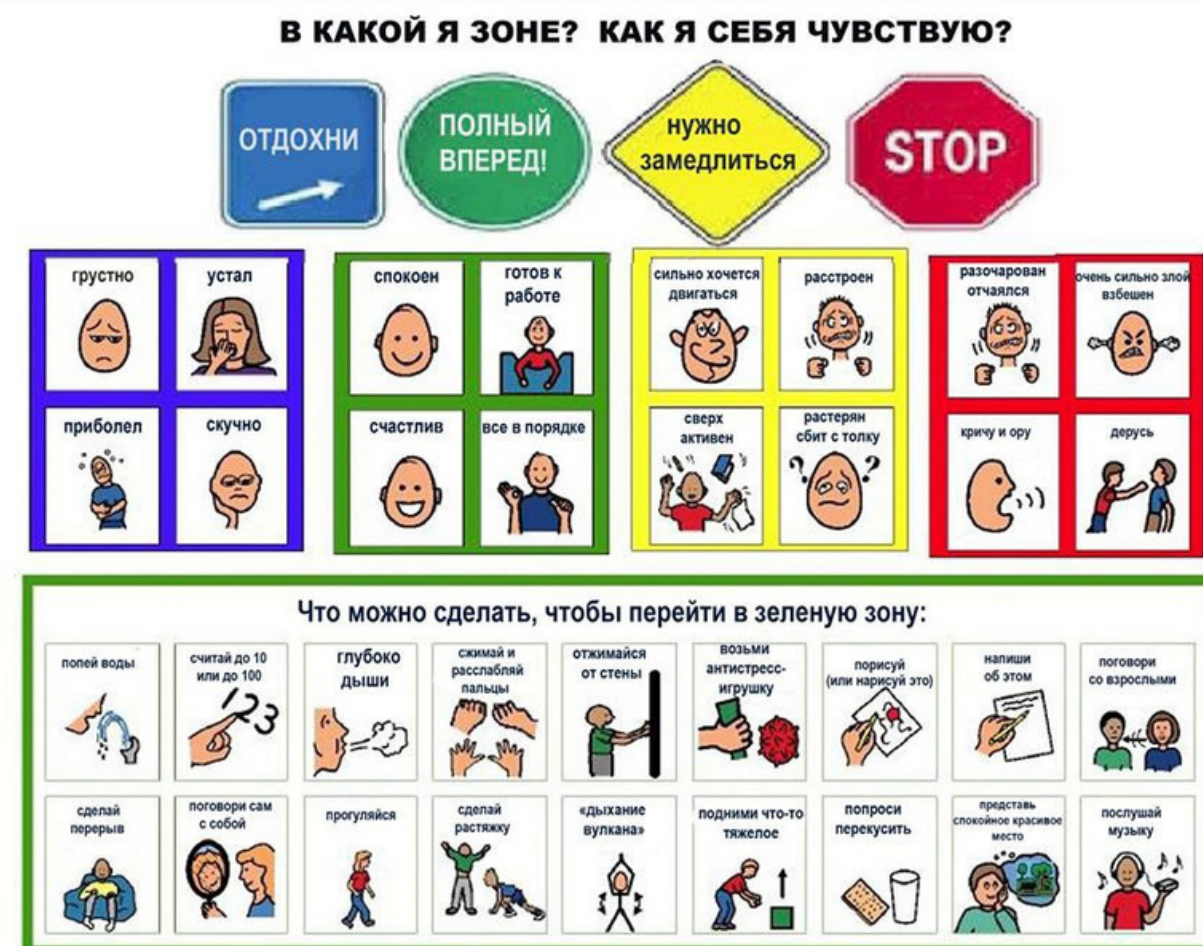 В КАКОЙ Я ЗОНЕ? КАК Я СЕБЯ ЧУВСТВУЮ?
ОТДОХНИ
ПОЛНЫЙ
ВПЕРЕД!
нужно
замедлиться
STOP
грустно
устал
приболел
скучно
спокоен
готов к
работе
счастлив
все в порядке
сильно хочется
двигаться
расстроен
сверх
активен
растерян
сбит с толку
? ?
разочарован
отчаялся
очень сильно злой
взбешен
кричу и ору
дерусь
Что можно сделать, чтобы перейти в зеленую зону:
попей воды
считай до 10
или до 100
123
глубоко
дыши
сжимай и
расслабляй
пальцы
отжимайся
от стены
возьми
антистресс-
игрушку
порисуй
(или нарисуй это)
напиши
об этом
поговори
со взрослыми
сделай
перерыв
поговори сам
с собой
прогуляйся
сделай
растяжку
«дыхание
вулкана»
подними что-то
тяжелое
попроси
перекусить
представь
спокойное красивое
место
послушай
музыку